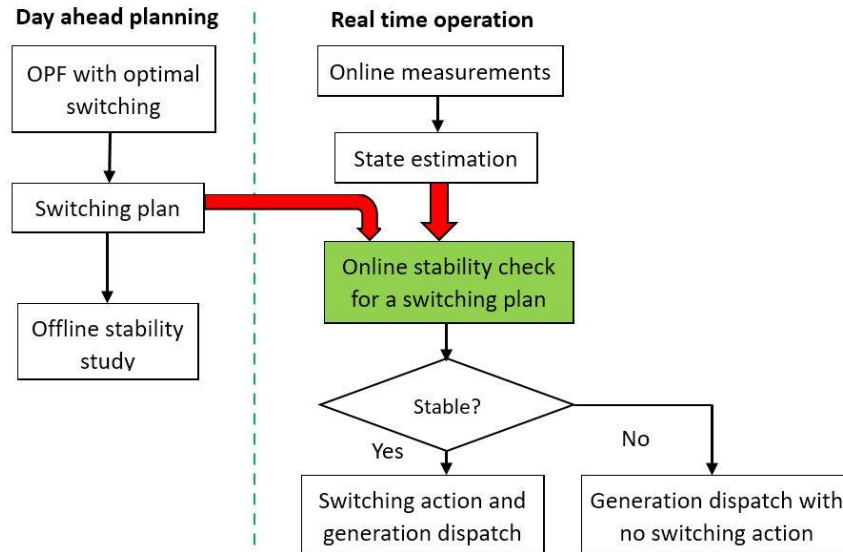 Day ahead planning
OPF with optimal
switching
Switching plan
Offline stability
study
Real time operation
Online measurements
State estimation
Online stability check
for a switching plan
Stable?
Yes
No
Switching action and
generation dispatch
Generation dispatch with
no switching action